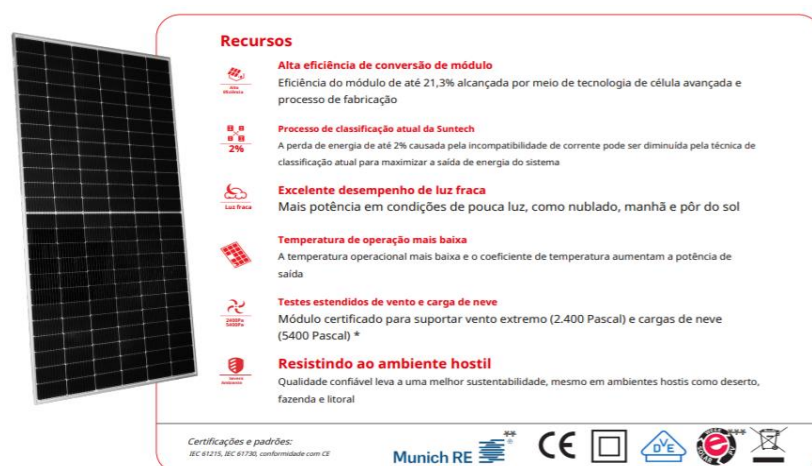 Recursos
Alta eficiência de conversão de módulo
Eficiência do módulo de até 21,3% alcançada por meio de tecnologia de célula avançada e
processo de fabricação
Alta
Eficiência
Processo de classificação atual da Suntech
A perda de energia de até 2% causada pela incompatibilidade de corrente pode ser diminuída pela técnica de
classificação atual para maximizar a saída de energia do sistema
2%
Excelente desempenho de luz fraca
Mais potência em condições de pouca luz, como nublado, manhã e pôr do sol
Luz fraca
Temperatura de operação mais baixa
A temperatura operacional mais baixa e o coeficiente de temperatura aumentam a potência de
saída
Testes estendidos de vento e carga de neve
Módulo certificado para suportar vento extremo (2.400 Pascal) e cargas de neve
(5400 Pascal) *
2400Pa
5400Pa
Resistindo ao ambiente hostil
Qualidade confiável leva a uma melhor sustentabilidade, mesmo em ambientes hostis como deserto,
fazenda e litoral
Certificações e padrões:
IEC 61215, IEC 61730, conformidade com CE
Munich RE
**
®
CE
DVE
***